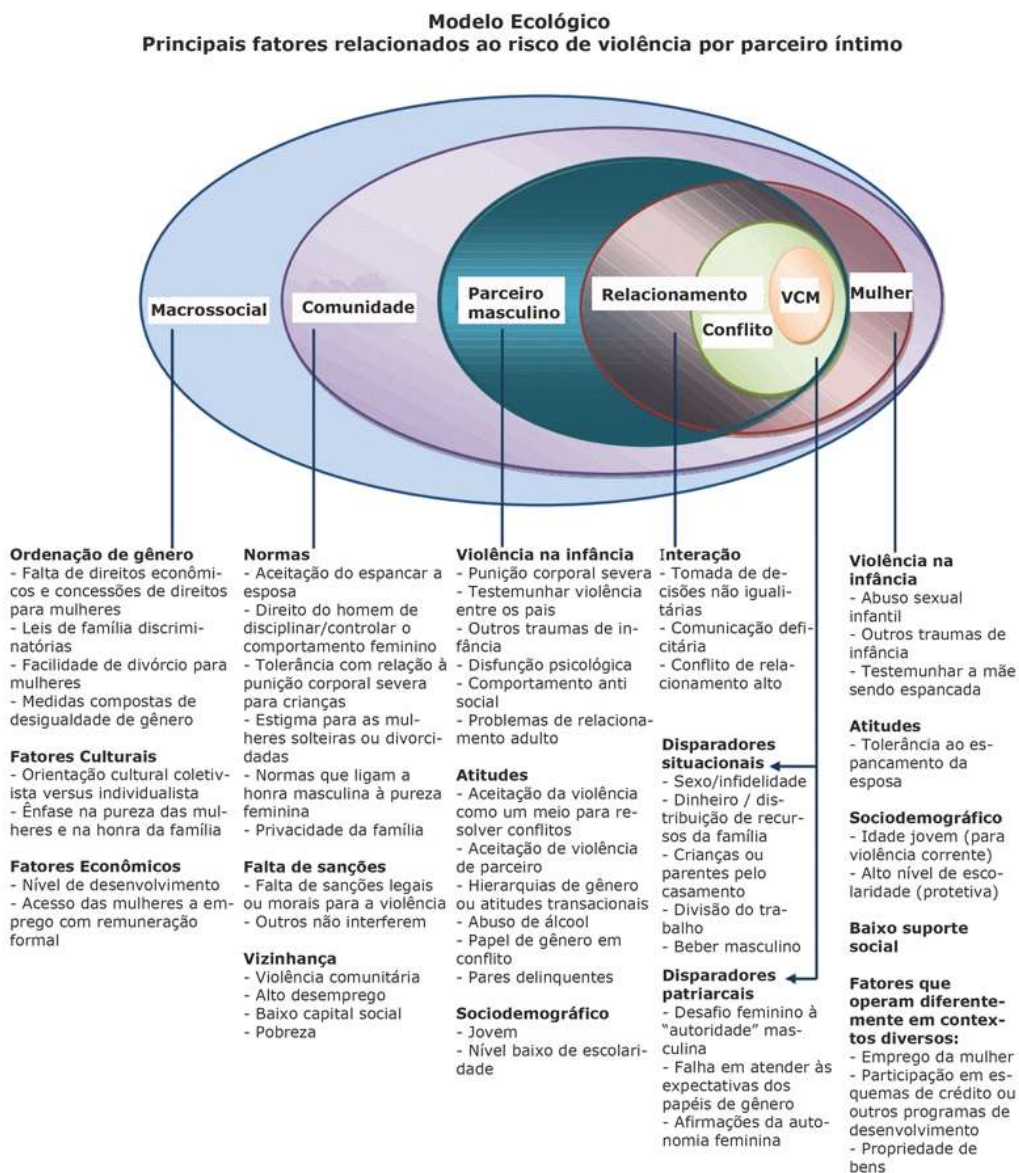 Modelo Ecológico
Principais fatores relacionados ao risco de violência por parceiro íntimo
Macrossocial
Comunidade
Parceiro
masculino
Relacionamento
Conflito
VCM
Mulher
Ordenação de gênero
- Falta de direitos econômi-
cos e concessões de direitos
para mulheres
- Leis de família discrimi-
natórias
- Facilidade de divórcio para
mulheres
- Medidas compostas de
desigualdade de gênero
Fatores Culturais
- Orientação cultural coletiv-
ista versus individualista
- Ênfase na pureza das mul-
heres e na honra da família
Fatores Econômicos
- Nível de desenvolvimento
- Acesso das mulheres a em-
prego com remuneração
formal
Normas
- Aceitação do espancar a
esposa
- Direito do homem de
disciplinar/controlar o
comportamento feminino
- Tolerância com relação à
punição corporal severa
para crianças
- Estigma para as mul-
heres solteiras ou divorci-
dadas
- Normas que ligam a
honra masculina à pureza
feminina
- Privacidade da família
Falta de sanções
- Falta de sanções legais
ou morais para a violência
- Outros não interferem
Vizinhança
- Violência comunitária
- Alto desemprego
- Baixo capital social
- Pobreza
Violência na infância
- Punição corporal severa
- Testemunhar violência
entre os pais
- Outros traumas de in-
fância
- Disfunção psicológica
- Comportamento anti
social
- Problemas de relaciona-
mento adulto
Atitudes
- Aceitação da violência
como um meio para re-
solver conflitos
- Aceitação de violência
de parceiro
- Hierarquias de gênero
ou atitudes transacionais
- Abuso de álcool
- Papel de gênero em
conflito
- Pares delinquentes
Sociodemográfico
- Jovem
- Nível baixo de escolari-
dade
Interação
- Tomada de de-
cisões não iguali-
tárias
- Comunicação defi-
citária
- Conflito de rela-
cionamento alto
Disparadores
situacionais
- Sexo/infidelidade
- Dinheiro / dis-
tribuição de recur-
sos da família
- Crianças ou
parentes pelo
casamento
- Divisão do tra-
balho
- Beber masculino
Disparadores
patriarcais
- Desafio feminino à
"autoridade" mas-
culina
- Falha em atender às
expectativas dos
papéis de gênero
- Afirmações da auto-
nomia feminina
Violência na
infância
- Abuso sexual
infantil
- Outros traumas de
infância
- Testemunhar a mãe
sendo espancada
Atitudes
- Tolerância ao es-
pancamento da
esposa
Sociodemográfico
- Idade jovem (para
violência corrente)
- Alto nível de esco-
laridade (protetiva)
Baixo suporte
social
Fatores que
operam diferente-
mente em contex-
tos diversos:
- Emprego da mulher
- Participação em es-
quemas de crédito ou
outros programas de
desenvolvimento
- Propriedade de
bens